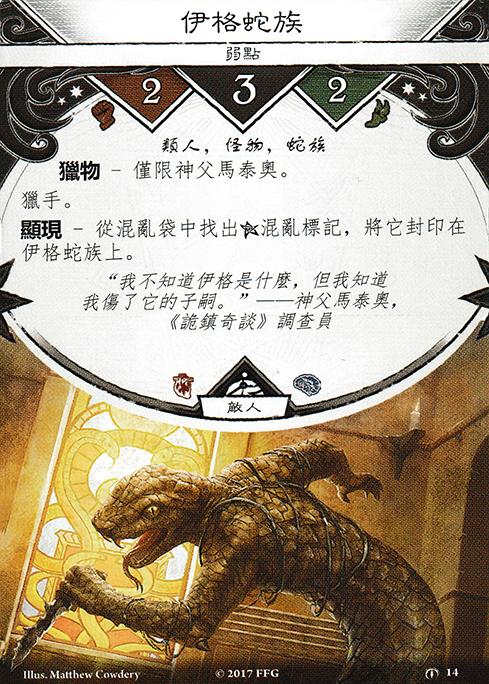 伊格蛇族
弱點
2 3 2
類人，怪物，蛇族
獵物 – 僅限神父馬泰奧。
獵手。
顯現 – 從混亂袋中找出混亂標記，將它封印在
伊格蛇族上。
“我不知道伊格是什麼，但我知道
我傷了它的子嗣。”——神父馬泰奧，
《詭鎮奇談》調查員
敵人
Illus. Matthew Cowdery © 2017 FFG 14